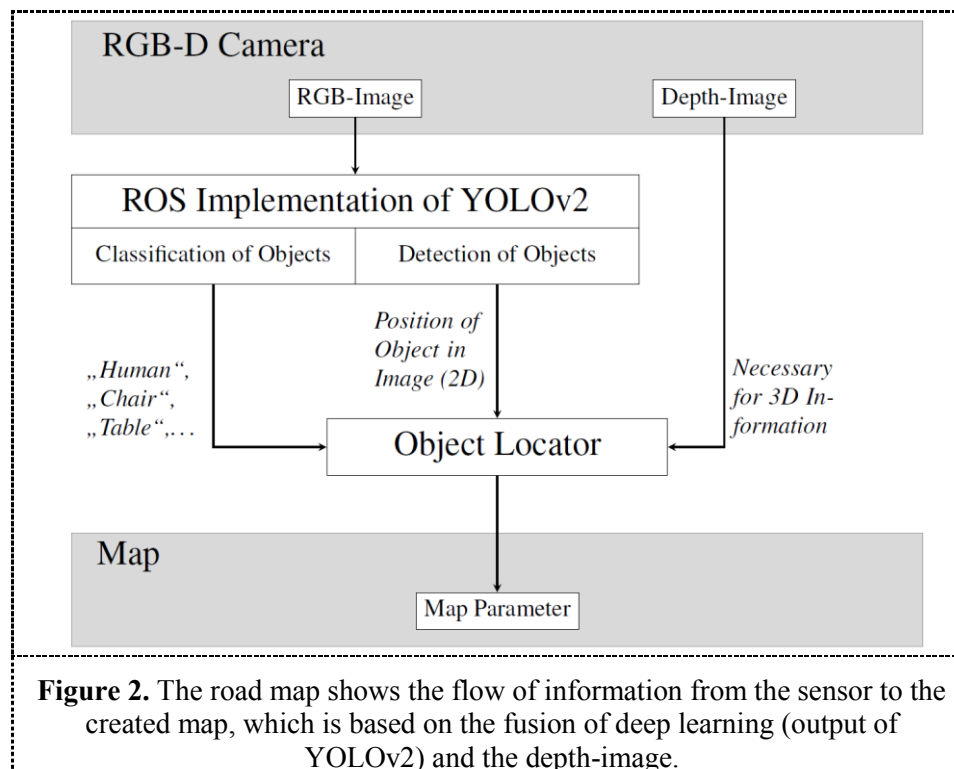 RGB-D Camera
RGB-Image
Depth-Image
ROS Implementation of YOLOv2
Classification of Objects
Detection of Objects
„Human“,
„Chair“,
„Table“,...
Position of
Object in
Image (2D)
Necessary
for 3D In-
formation
Object Locator
Map
Map Parameter
Figure 2. The road map shows the flow of information from the sensor to the
created map, which is based on the fusion of deep learning (output of
YOLOv2) and the depth-image.